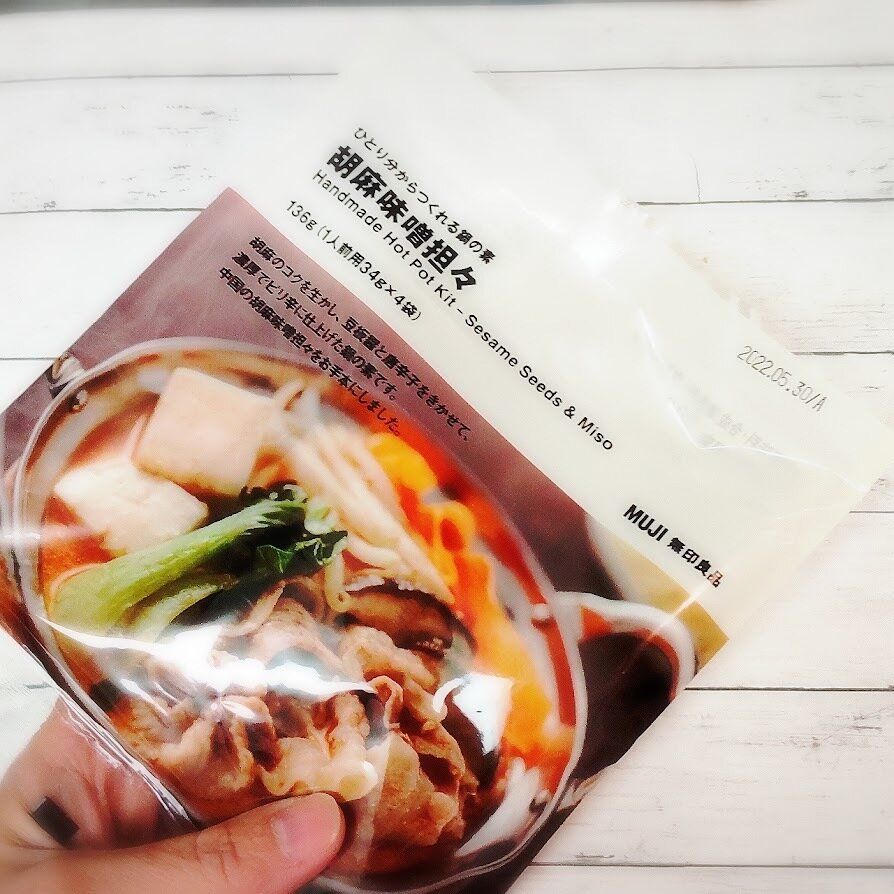 ひとり分からつくれる鍋の素
胡麻味噌担々
Handmade Hot Pot Kit - Sesame Seeds & Miso
136g(1人前用34g×4袋)
胡麻のコクを生かし、豆板醤と唐辛子をきかせて、
濃厚でピリ辛に仕上げた鍋の素です。
中国の胡麻味噌担々をお手本にしました。
2022.05.30/A
MUJI 無印良品